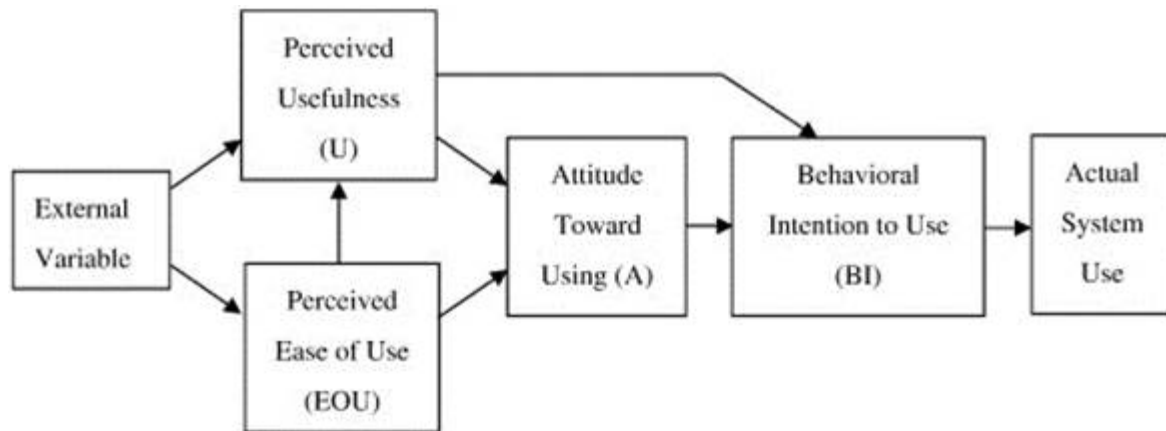 Perceived
Usefulness
(U)
External
Variable
Perceived
Ease of Use
(EOU)
Attitude
Toward
Using (A)
Behavioral
Intention to Use
(BI)
Actual
System
Use